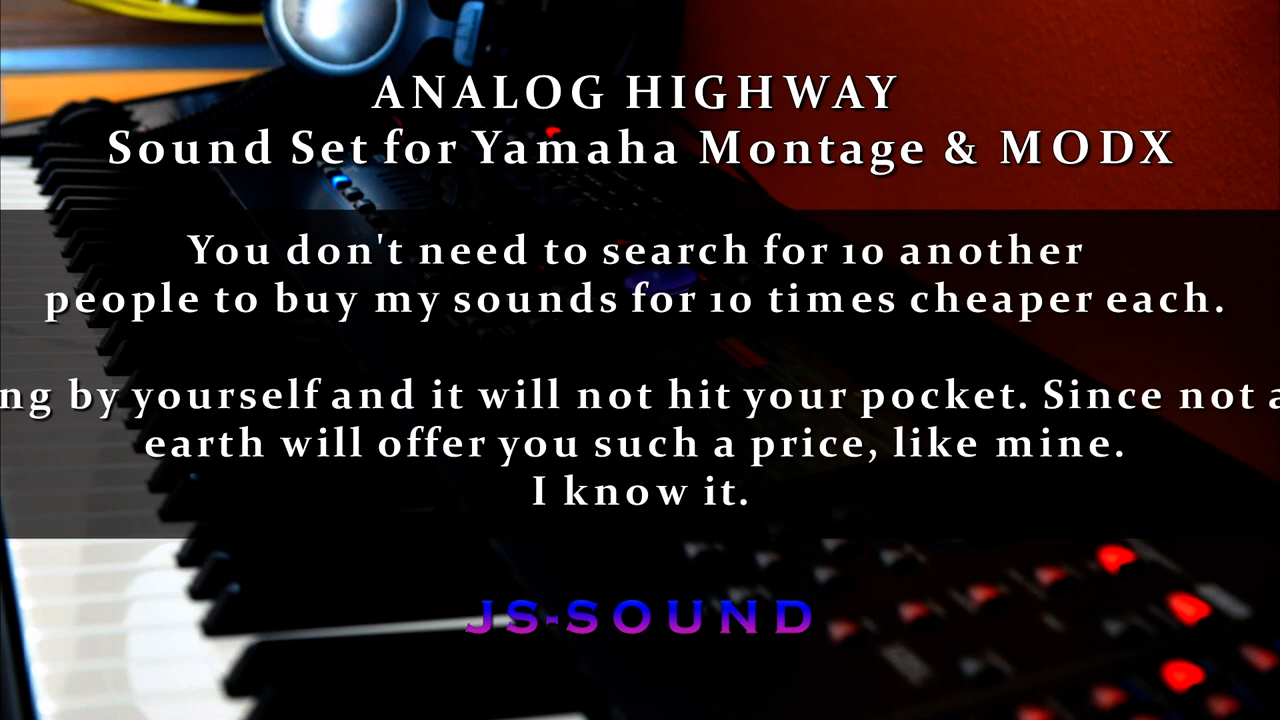 ANALOG HIGHWAY
Sound Set for Yamaha Montage & MODX
You don't need to search for 10 another
people to buy my sounds for 10 times cheaper each.
ng by yourself and it will not hit your pocket. Since not a
earth will offer you such a price, like mine.
I know it.
JS-SOUND